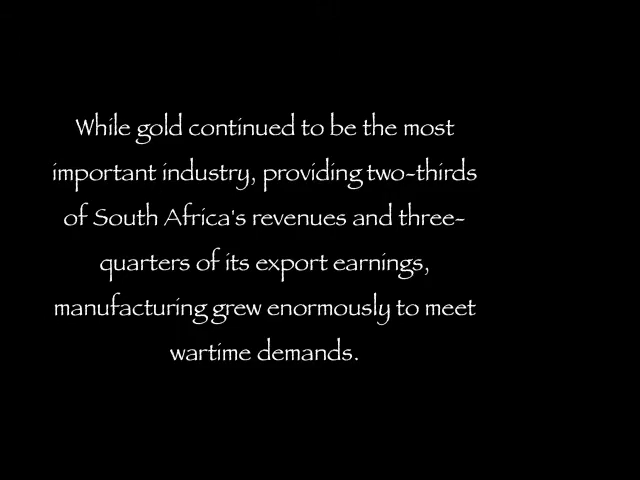 While gold continued to be the most
important industry, providing two-thirds
of South Africa's revenues and three-
quarters of its export earnings,
manufacturing grew enormously to meet
wartime demands.